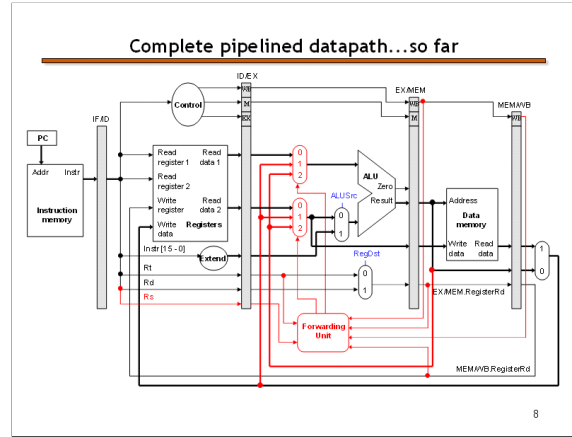 Complete pipelined datapath...so far
ID/EX
EX/MEM
MEM/WB
IF/ID
Control
WB
M
EX
WB
M
WB
PC
Addr Instr
Instruction
memory
Read
register 1
Read
data 1
Read
register 2
Write
register
Read
data 2
Write
data
Registers
0
1
2
0
1
2
ALU
Zero
Result
ALUSrc
0
1
Address
Data
memory
Write
data
Read
data
1
0
Instr[15 - 0]
Extend
RegDst
Rt
Rd
Rs
0
1
EX/MEM.RegisterRd
Forwarding
Unit
MEM/WB.RegisterRd
8